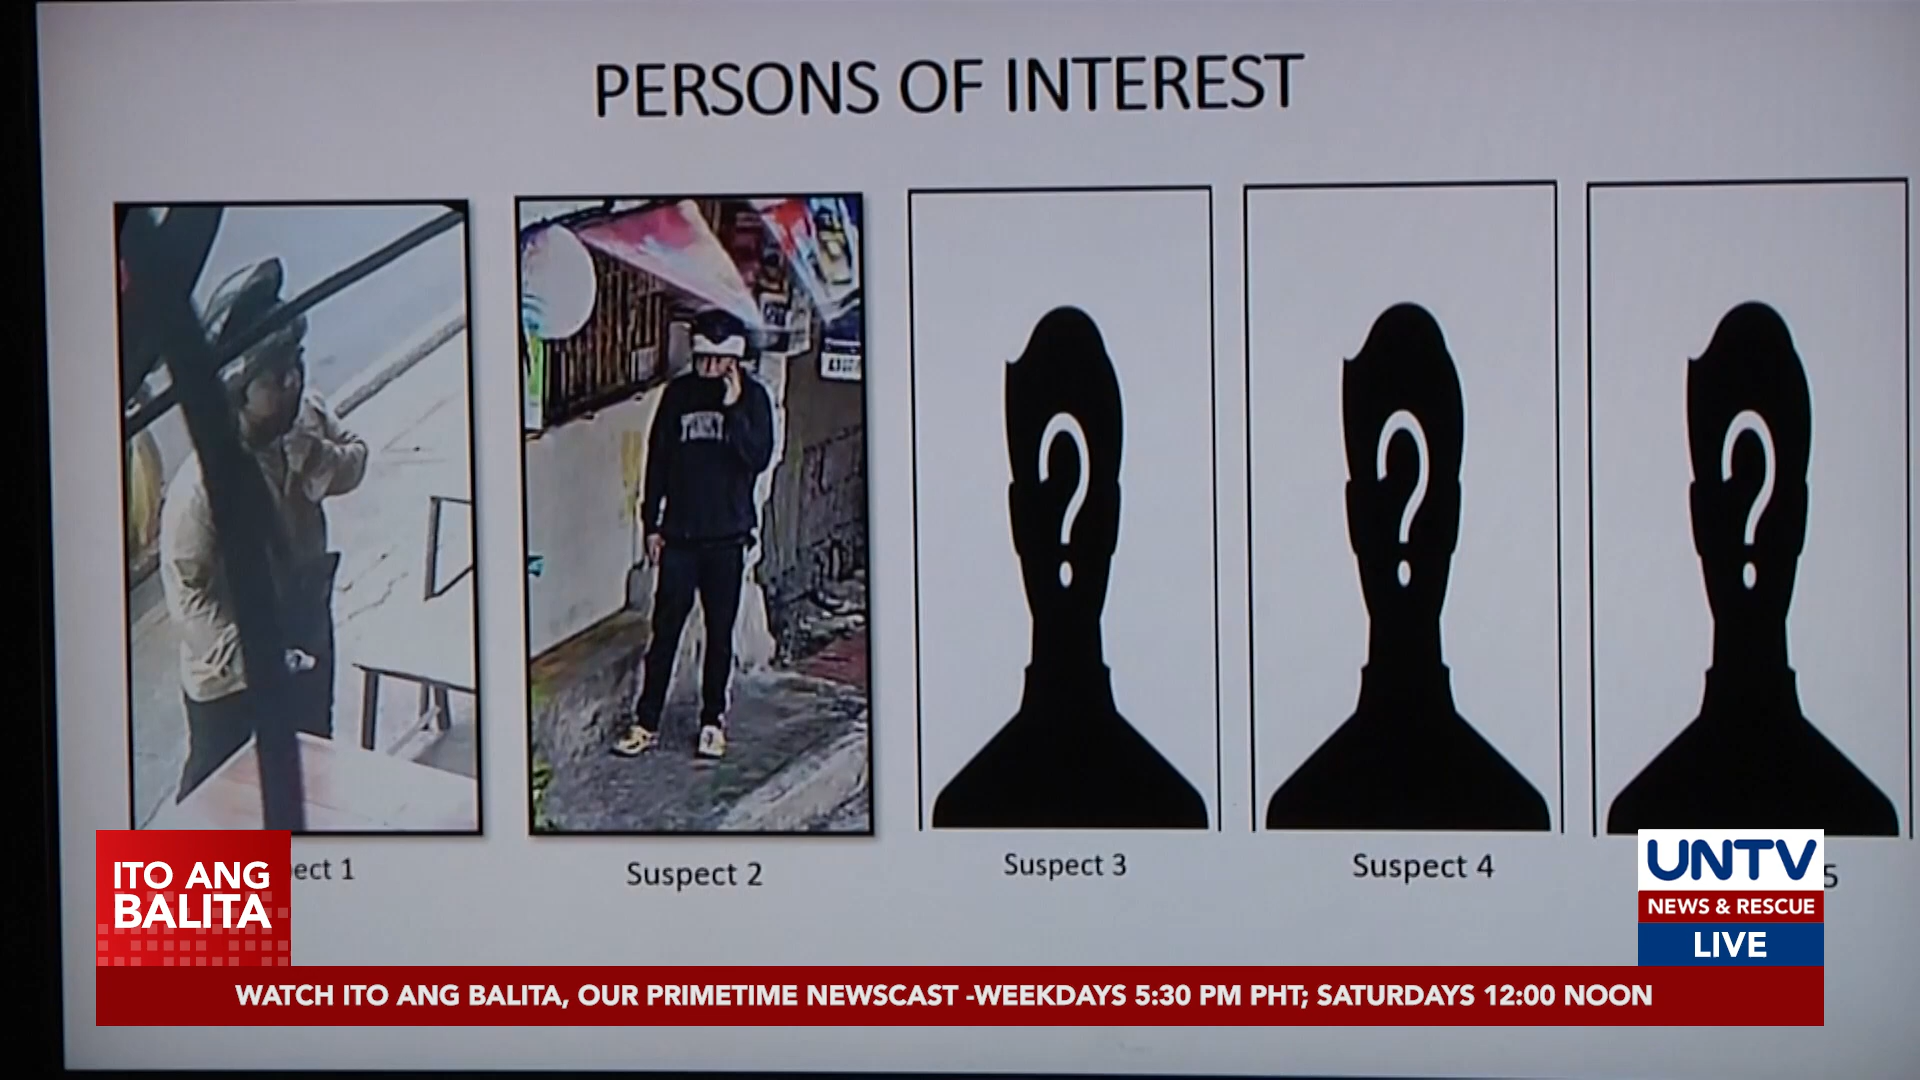 PERSONS OF INTEREST
?
?
?
ect 1
Suspect 2
Suspect 3
Suspect 4
5
ITO ANG
BALITA
UNTV
NEWS & RESCUE
LIVE
WATCH ITO ANG BALITA, OUR PRIMETIME NEWSCAST -WEEKDAYS 5:30 PM PHT; SATURDAYS 12:00 NOON